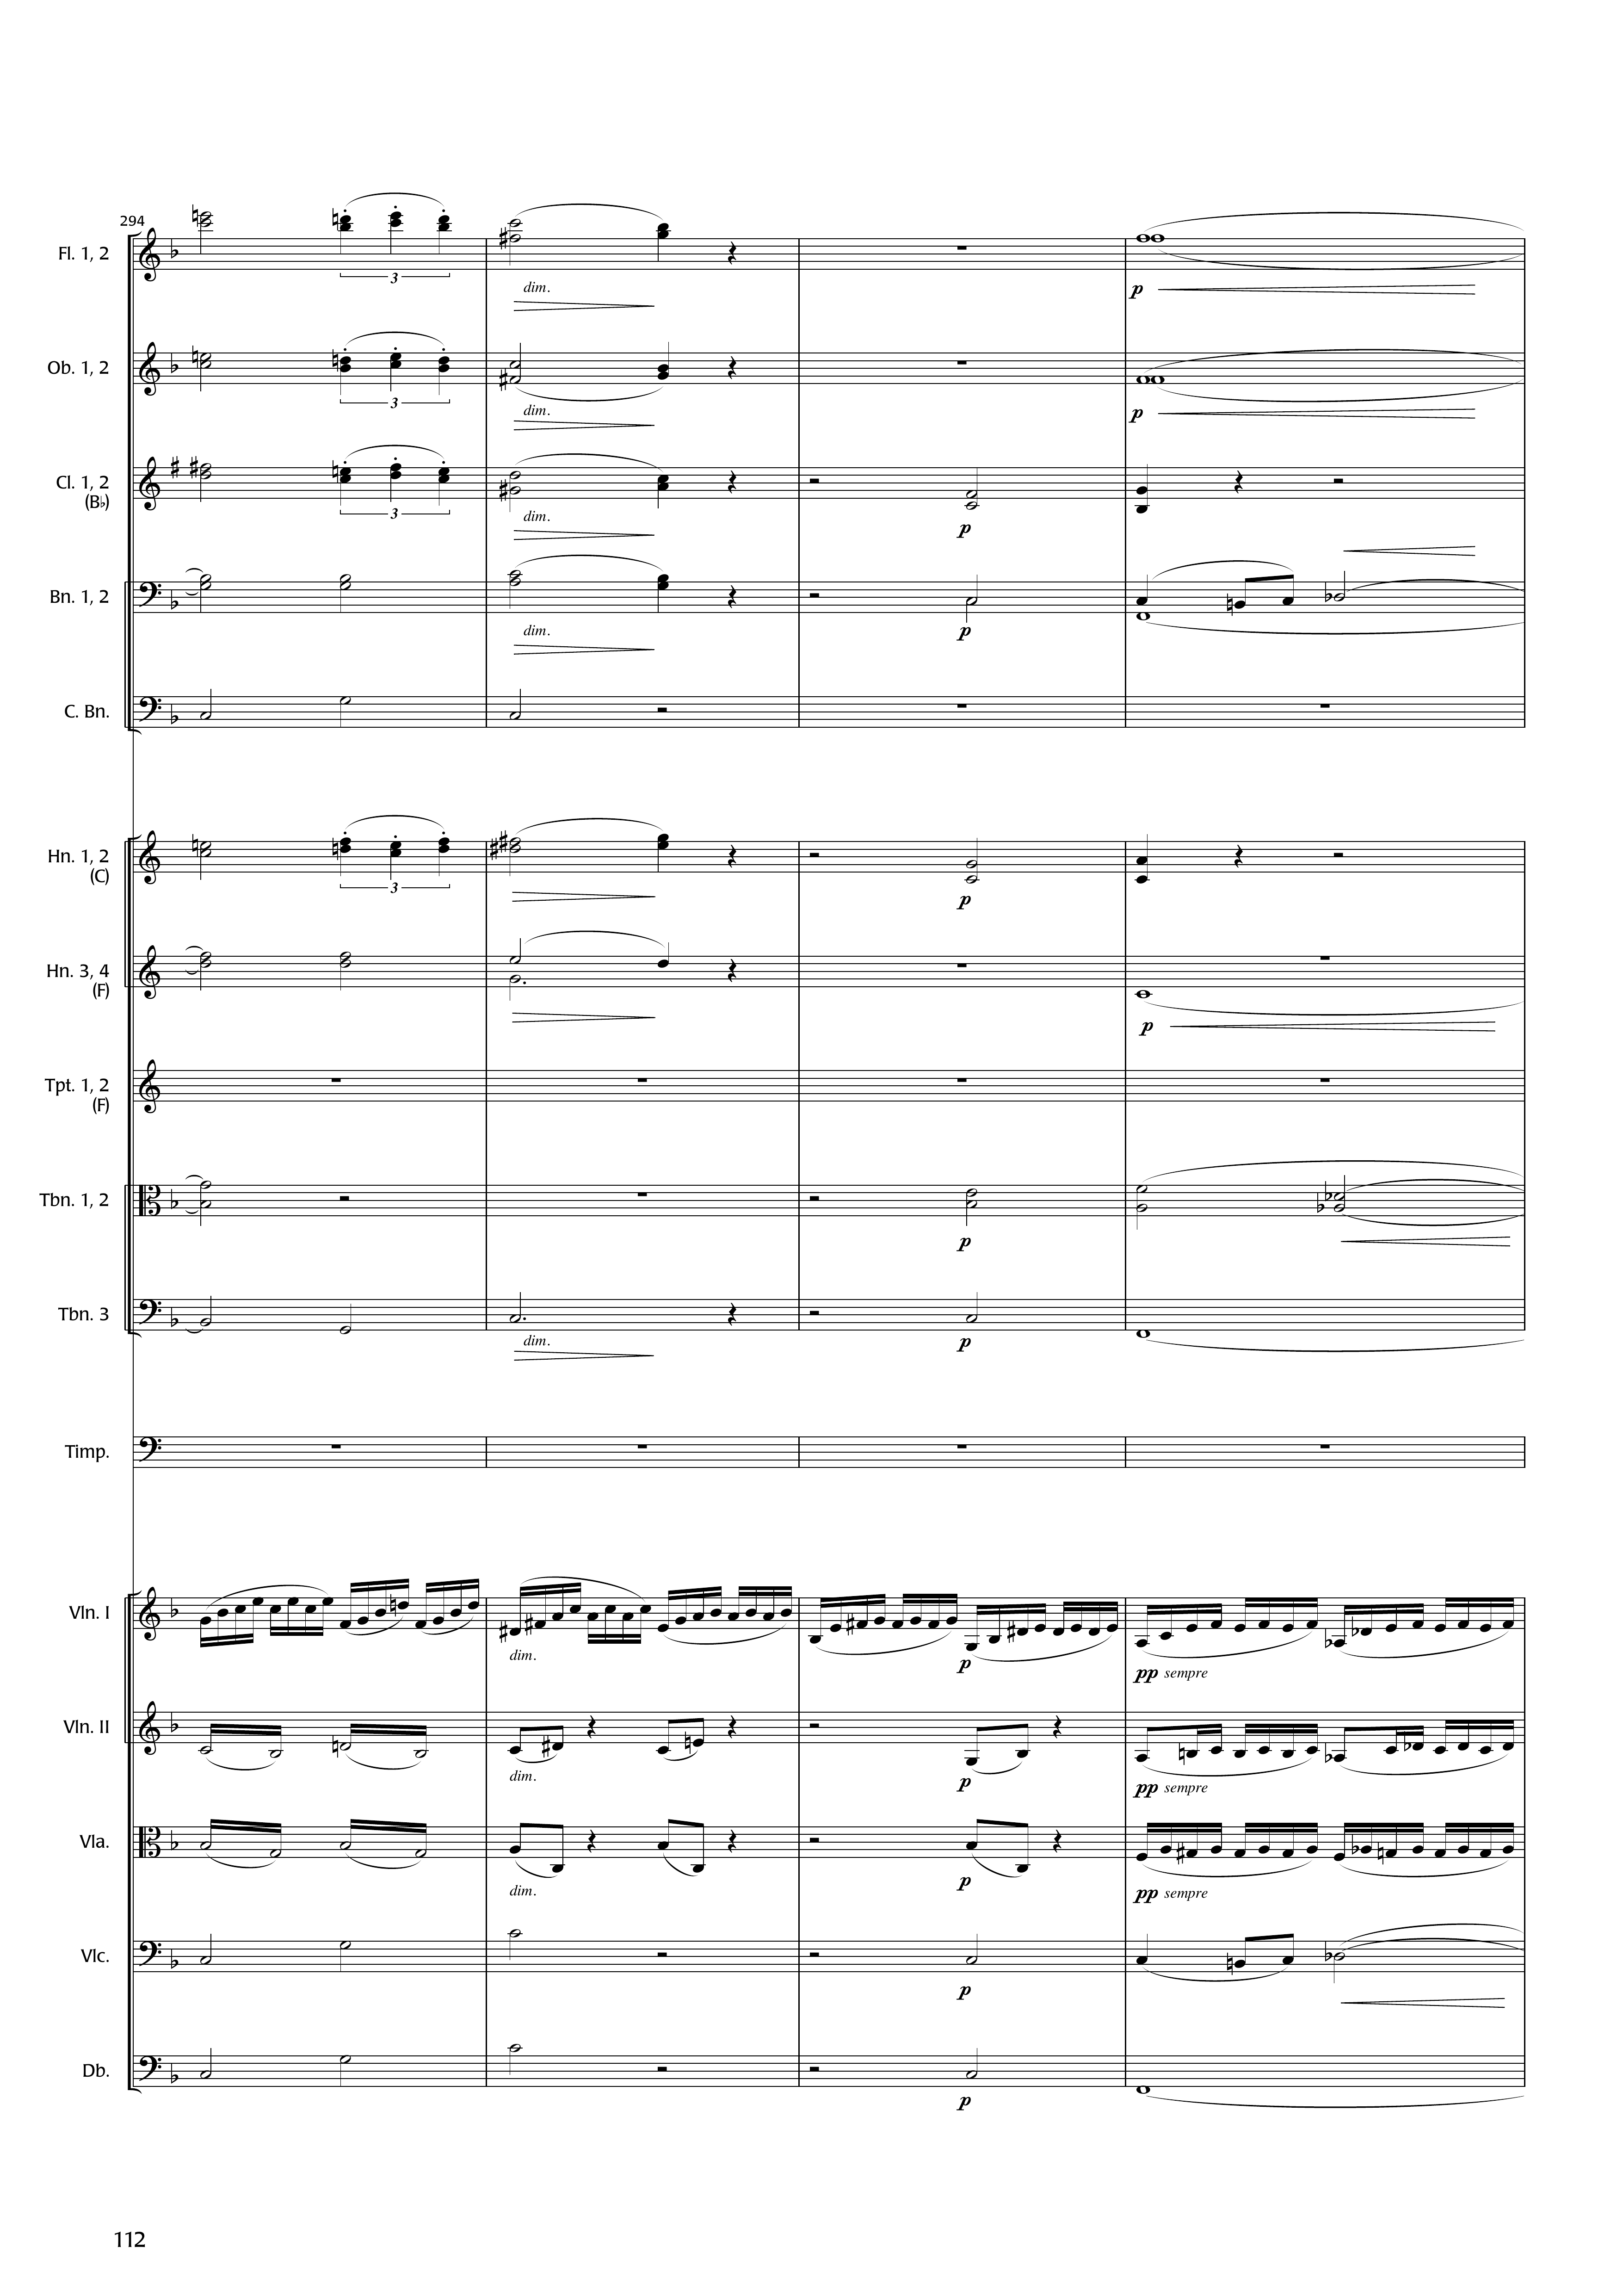 294
Fl. 1, 2
3
dim.
p
Ob. 1, 2
3
dim.
p
Cl. 1, 2
(B♭)
3
dim.
p
Bn. 1, 2
dim.
p
C. Bn.
Hn. 1, 2
(C)
3
p
Hn. 3, 4
(F)
p
Tpt. 1, 2
(F)
Tbn. 1, 2
p
Tbn. 3
dim.
p
Timp.
Vln. I
dim.
p
pp sempre
Vln. II
dim.
p
pp sempre
Vla.
dim.
p
pp sempre
Vlc.
p
Db.
p
112